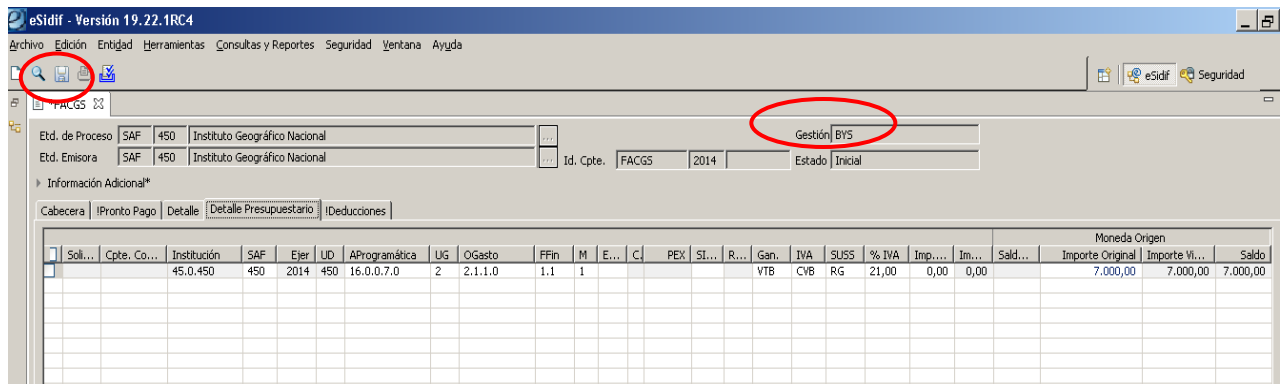 eSidif - Versión 19.22.1RC4
Archivo Edición Entidad Herramientas Consultas y Reportes Seguridad Ventana Ayuda
eSidif Seguridad
*FACGS
Etd. de Proceso SAF 450 Instituto Geográfico Nacional ... Gestión BYS
Etd. Emisora SAF 450 Instituto Geográfico Nacional ... Id. Cpte. FACGS 2014 Estado Inicial
Información Adicional*
Cabecera !Pronto Pago Detalle Detalle Presupuestario !Deducciones
Moneda Origen
Soli... Cpte. Co... Institución SAF Ejer UD AProgramática UG OGasto FFin M E... C. PEX SI... R... Gan. IVA SUSS % IVA Imp.... Im... Sald... Importe Original Importe Vi... Saldo
45.0.450 450 2014 450 16.0.0.7.0 2 2.1.1.0 1.1 1 VTB CVB RG 21,00 0,00 0,00 7.000,00 7.000,00 7.000,00